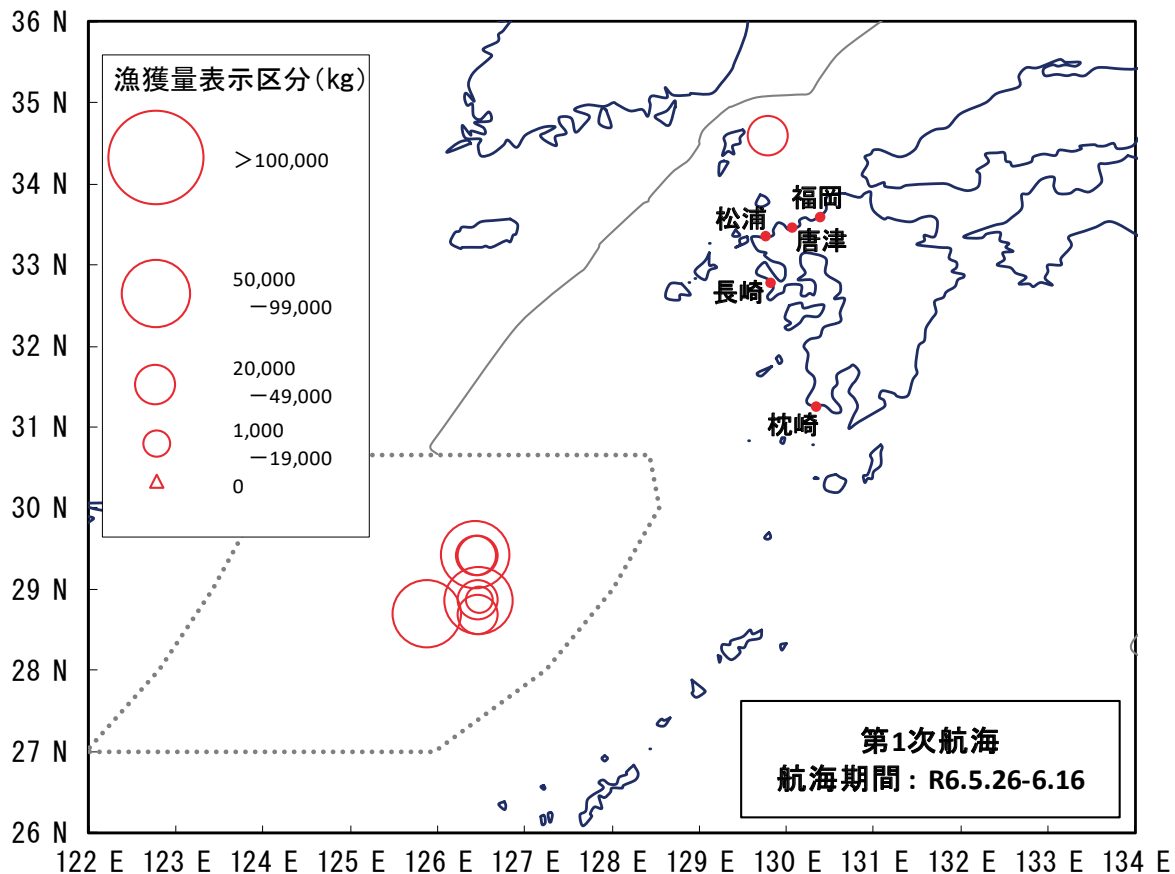 36 N
35 N
34 N
33 N
32 N
31 N
30 N
29 N
28 N
27 N
26 N
漁獲量表示区分(kg)
＞100,000
50,000
－99,000
20,000
－49,000
1,000
－19,000
0
福岡
松浦
唐津
長崎
枕崎
第1次航海
航海期間：R6.5.26-6.16
122 E 123 E 124 E 125 E 126 E 127 E 128 E 129 E 130 E 131 E 132 E 133 E 134 E